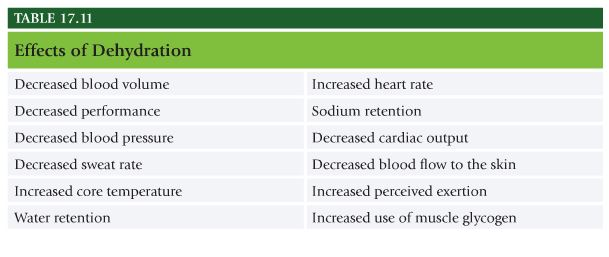 TABLE 17.11
Effects of Dehydration
Decreased blood volume Increased heart rate
Decreased performance Sodium retention
Decreased blood pressure Decreased cardiac output
Decreased sweat rate Decreased blood flow to the skin
Increased core temperature Increased perceived exertion
Water retention Increased use of muscle glycogen